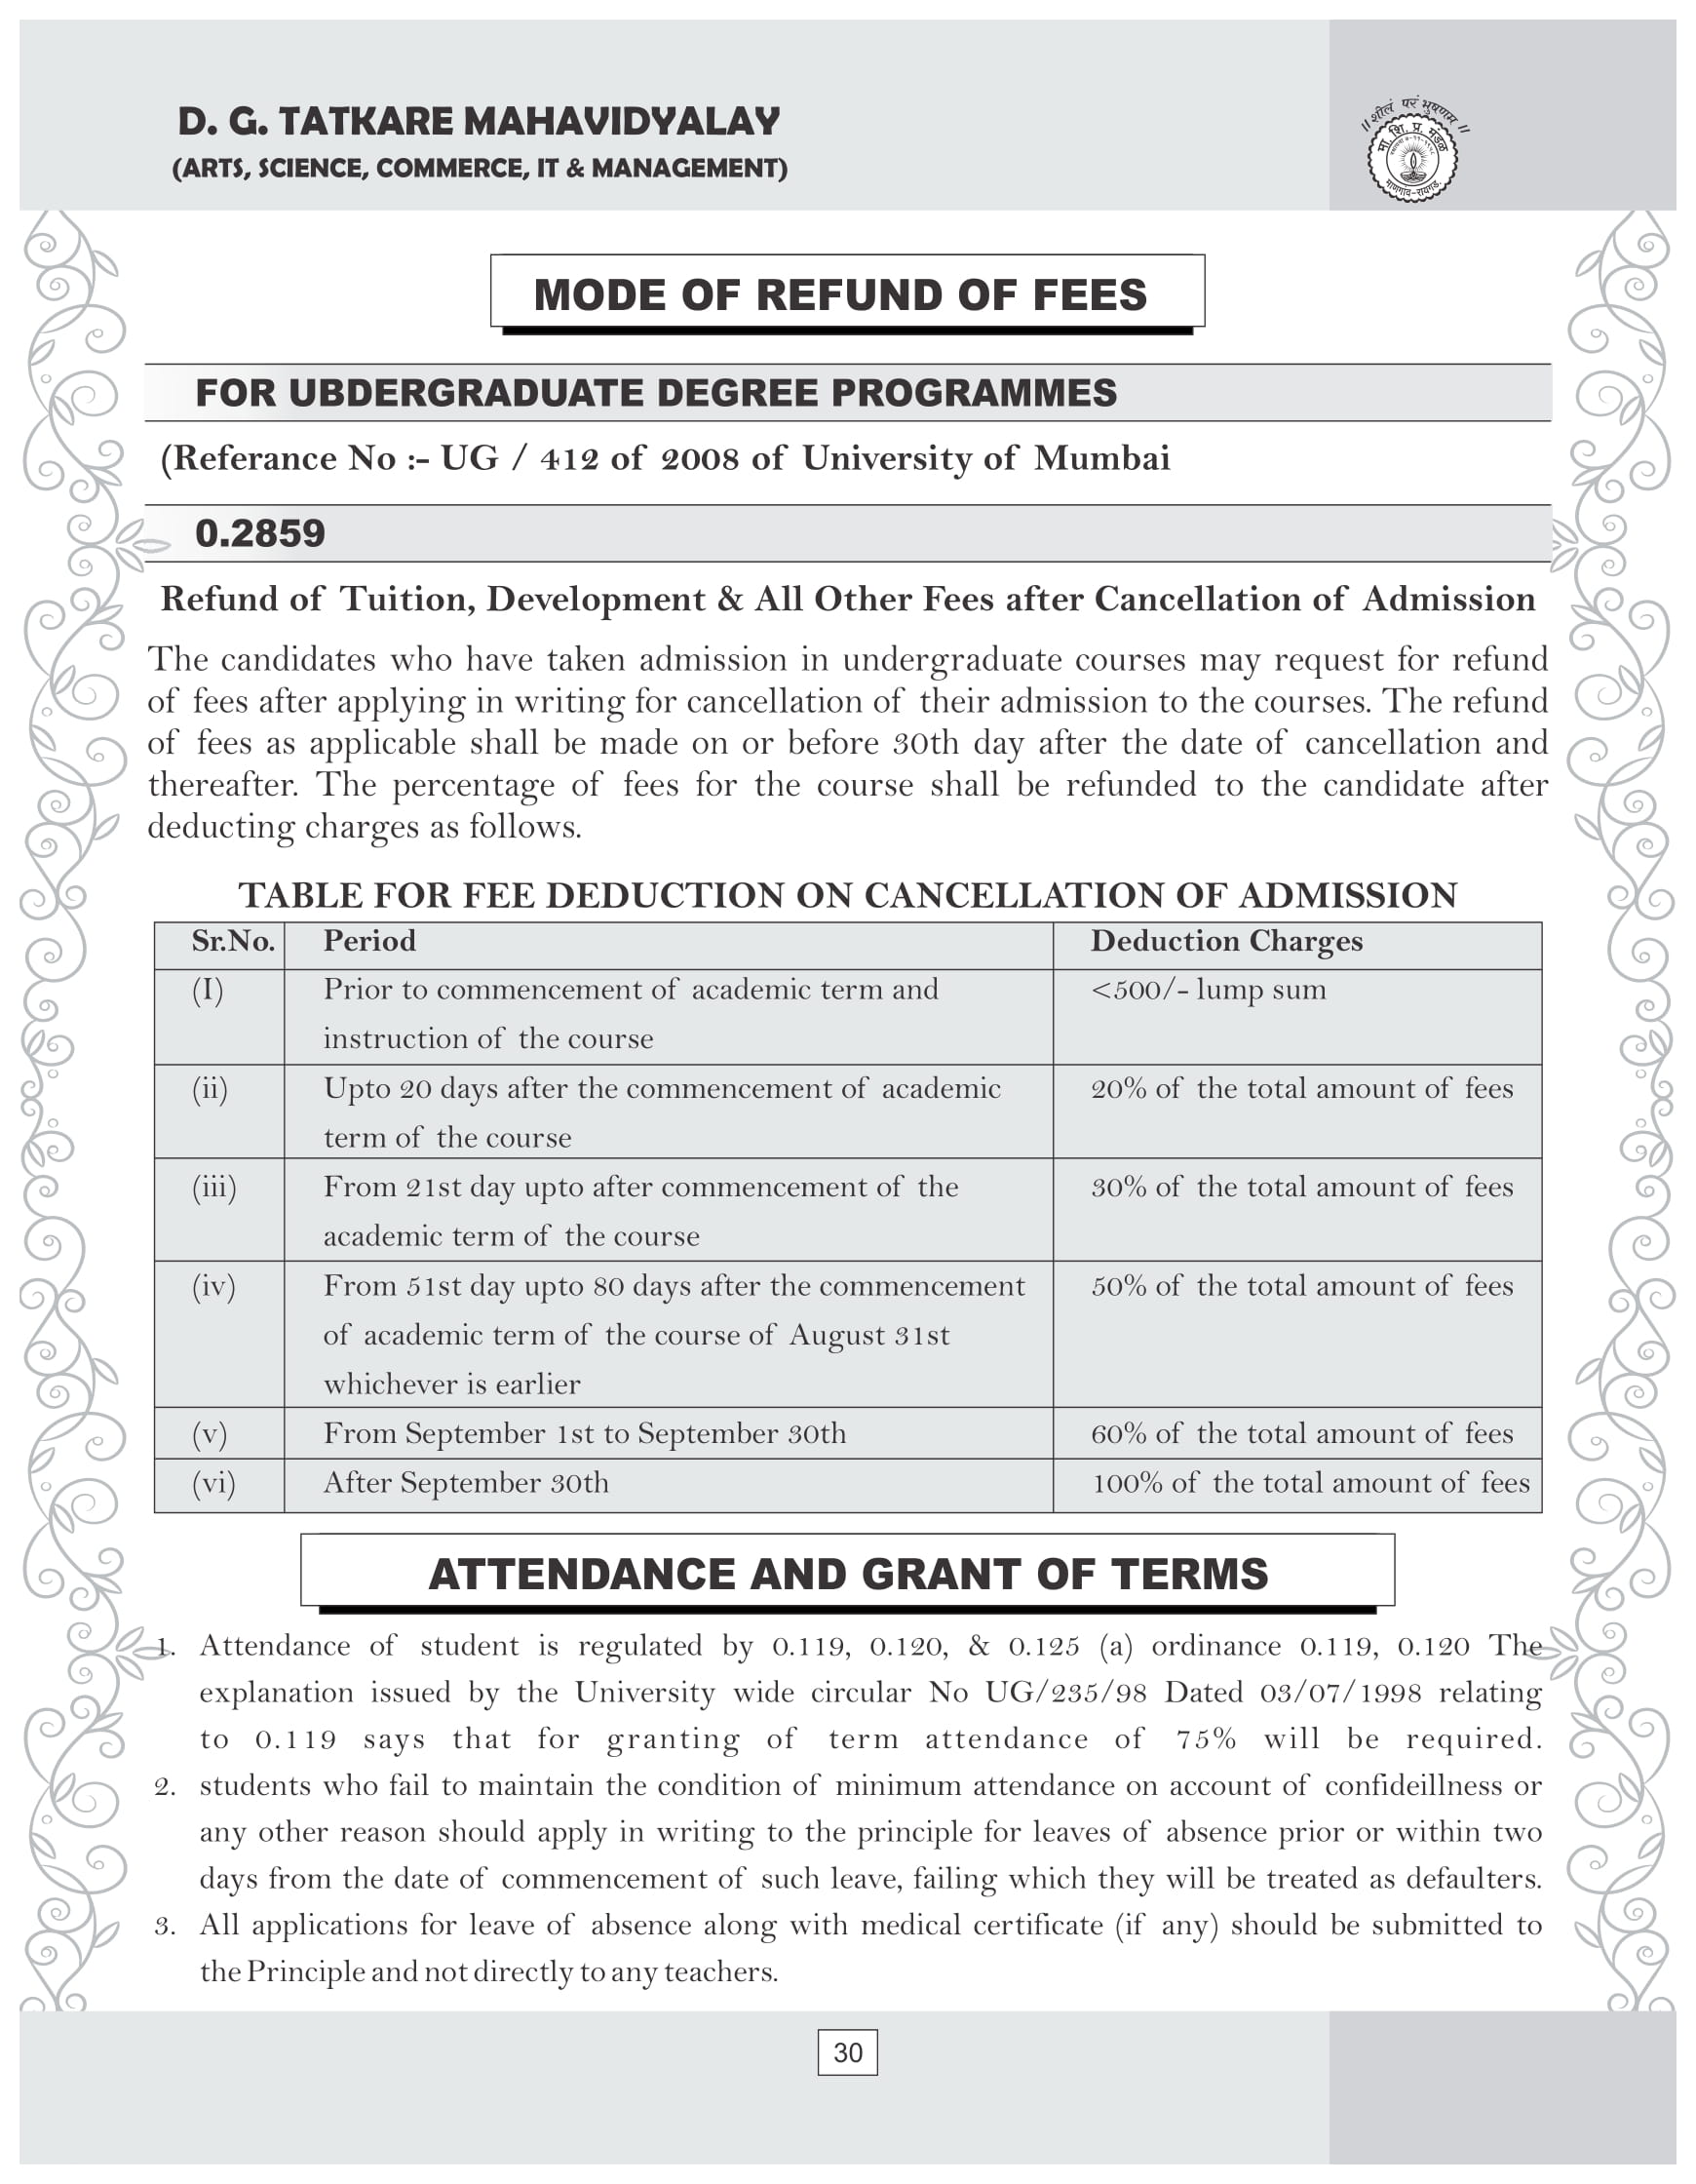 D. G. TATKARE MAHAVIDYALAY
(ARTS, SCIENCE, COMMERCE, IT & MANAGEMENT)
॥ शीलं परं भुषणम ॥
मा. शि. प्र. मंडळ
माणगाव-रायगड.
MODE OF REFUND OF FEES
FOR UBDERGRADUATE DEGREE PROGRAMMES
(Referance No :- UG / 412 of 2008 of University of Mumbai
0.2859
Refund of Tuition, Development & All Other Fees after Cancellation of Admission
The candidates who have taken admission in undergraduate courses may request for refund
of fees after applying in writing for cancellation of their admission to the courses. The refund
of fees as applicable shall be made on or before 30th day after the date of cancellation and
thereafter. The percentage of fees for the course shall be refunded to the candidate after
deducting charges as follows.
TABLE FOR FEE DEDUCTION ON CANCELLATION OF ADMISSION
Sr.No. Period Deduction Charges
(I) Prior to commencement of academic term and <500/- lump sum
instruction of the course
(ii) Upto 20 days after the commencement of academic 20% of the total amount of fees
term of the course
(iii) From 21st day upto after commencement of the 30% of the total amount of fees
academic term of the course
(iv) From 51st day upto 80 days after the commencement 50% of the total amount of fees
of academic term of the course of August 31st
whichever is earlier
(v) From September 1st to September 30th 60% of the total amount of fees
(vi) After September 30th 100% of the total amount of fees
ATTENDANCE AND GRANT OF TERMS
1. Attendance of student is regulated by 0.119, 0.120, & 0.125 (a) ordinance 0.119, 0.120 The
explanation issued by the University wide circular No UG/235/98 Dated 03/07/1998 relating
to 0.119 says that for granting of term attendance of 75% will be required.
2. students who fail to maintain the condition of minimum attendance on account of confideillness or
any other reason should apply in writing to the principle for leaves of absence prior or within two
days from the date of commencement of such leave, failing which they will be treated as defaulters.
3. All applications for leave of absence along with medical certificate (if any) should be submitted to
the Principle and not directly to any teachers.
30